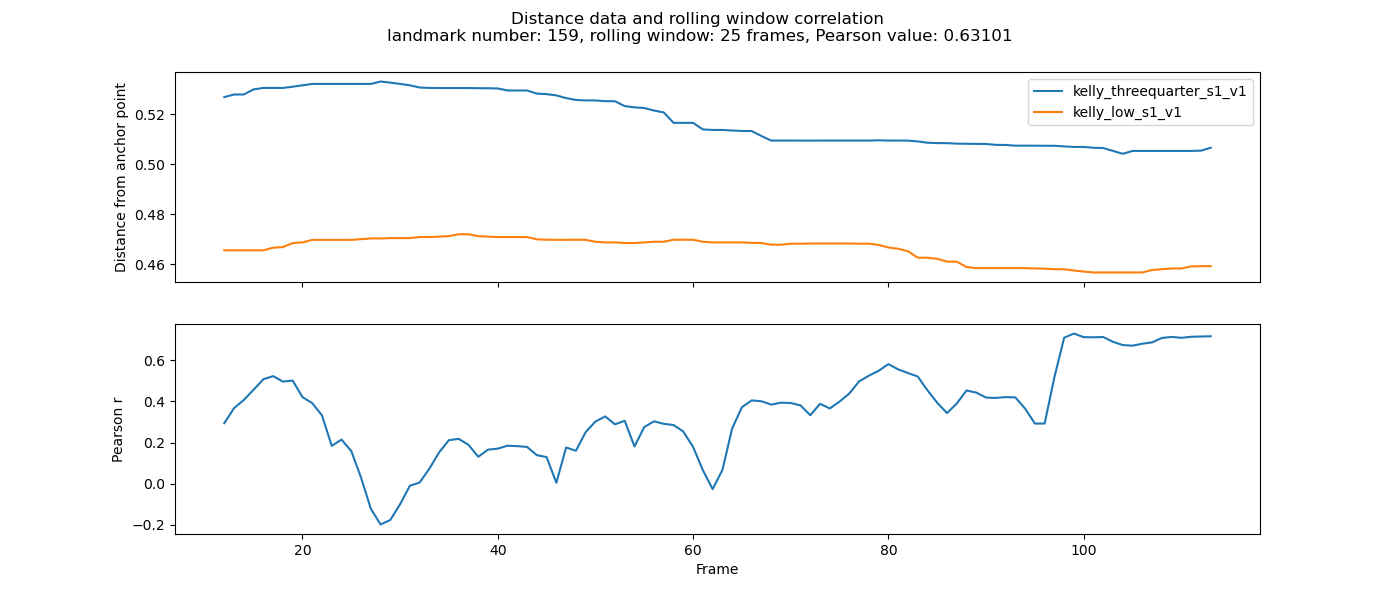 Distance data and rolling window correlation
landmark number: 159, rolling window: 25 frames, Pearson value: 0.63101
Distance from anchor point
0.52
0.50
0.48
0.46
kelly_threequarter_s1_v1
kelly_low_s1_v1
Pearson r
0.6
0.4
0.2
0.0
−0.2
20 40 60 80 100
Frame